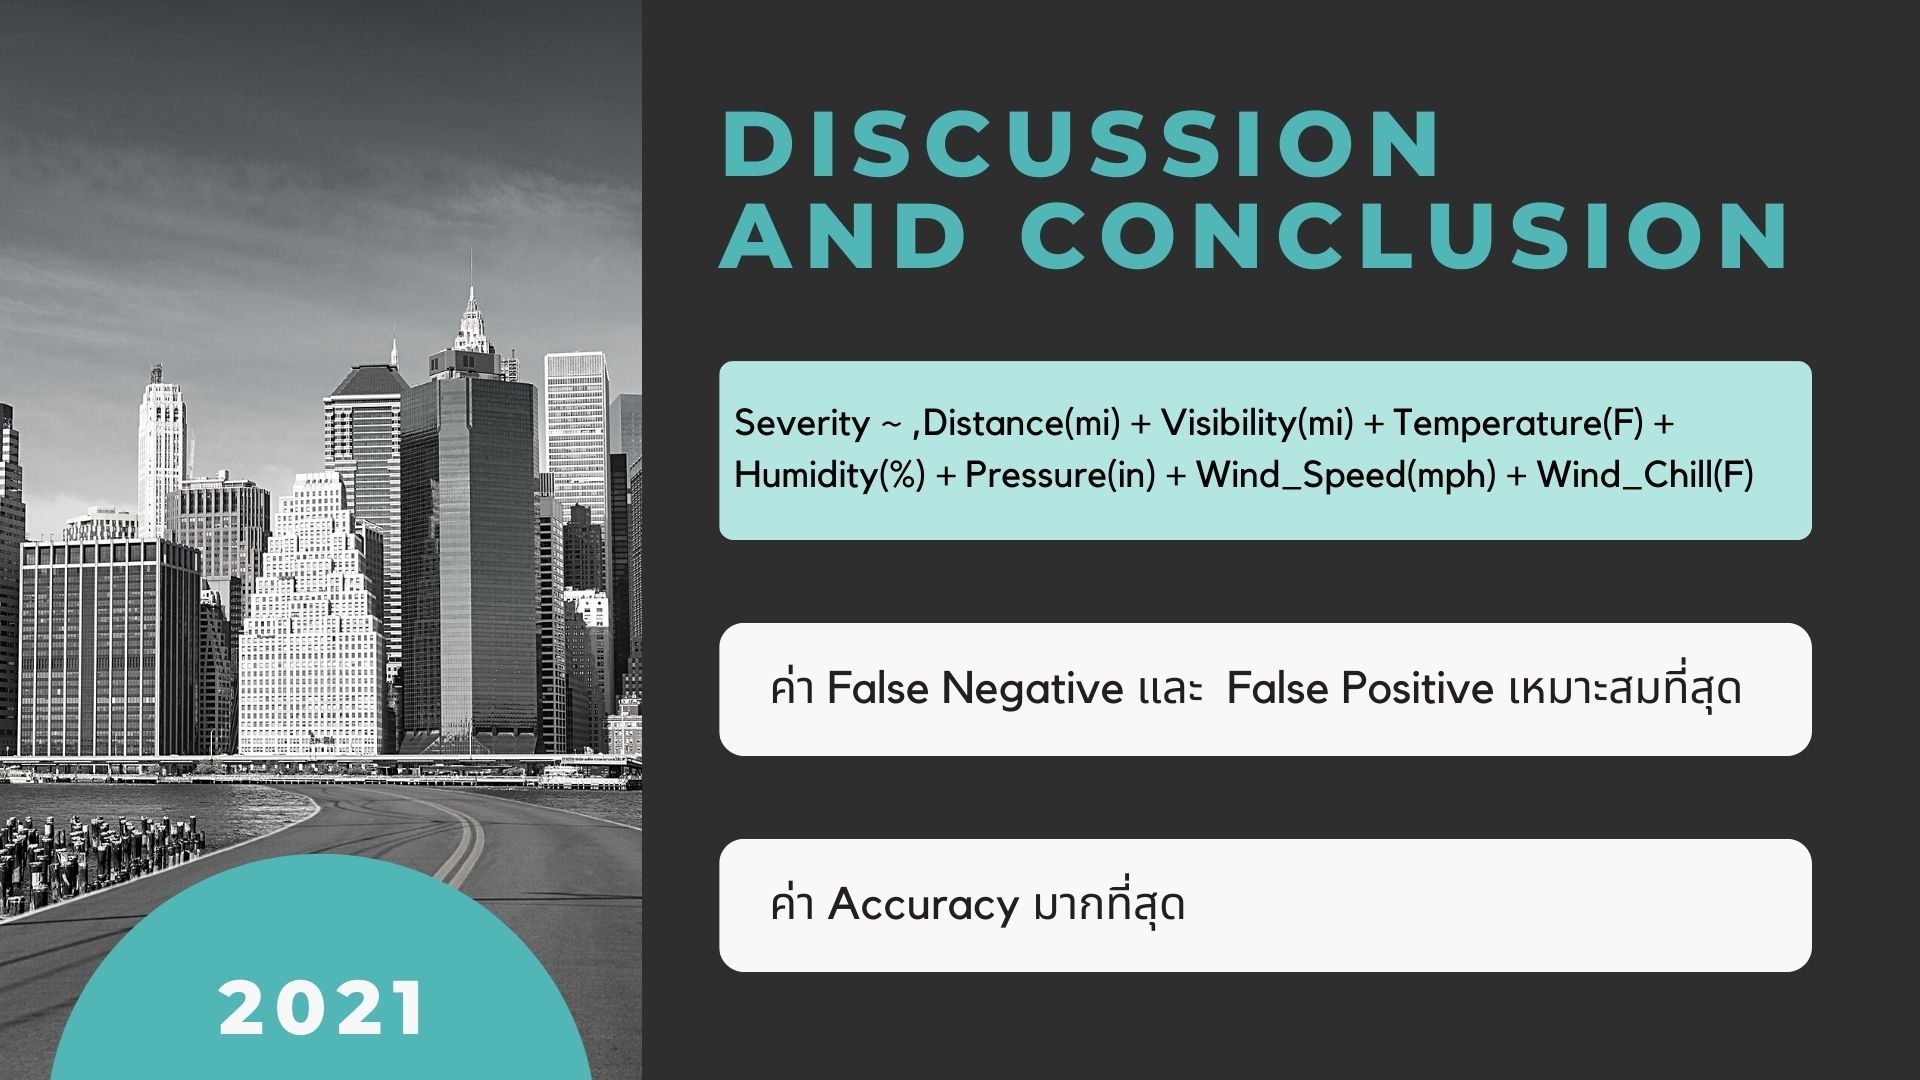 DISCUSSION
AND CONCLUSION
Severity ~ ,Distance(mi) + Visibility(mi) + Temperature(F) +
Humidity(%) + Pressure(in) + Wind_Speed(mph) + Wind_Chill(F)
ค่า False Negative และ False Positive เหมาะสมที่สุด
ค่า Accuracy มากที่สุด
2021